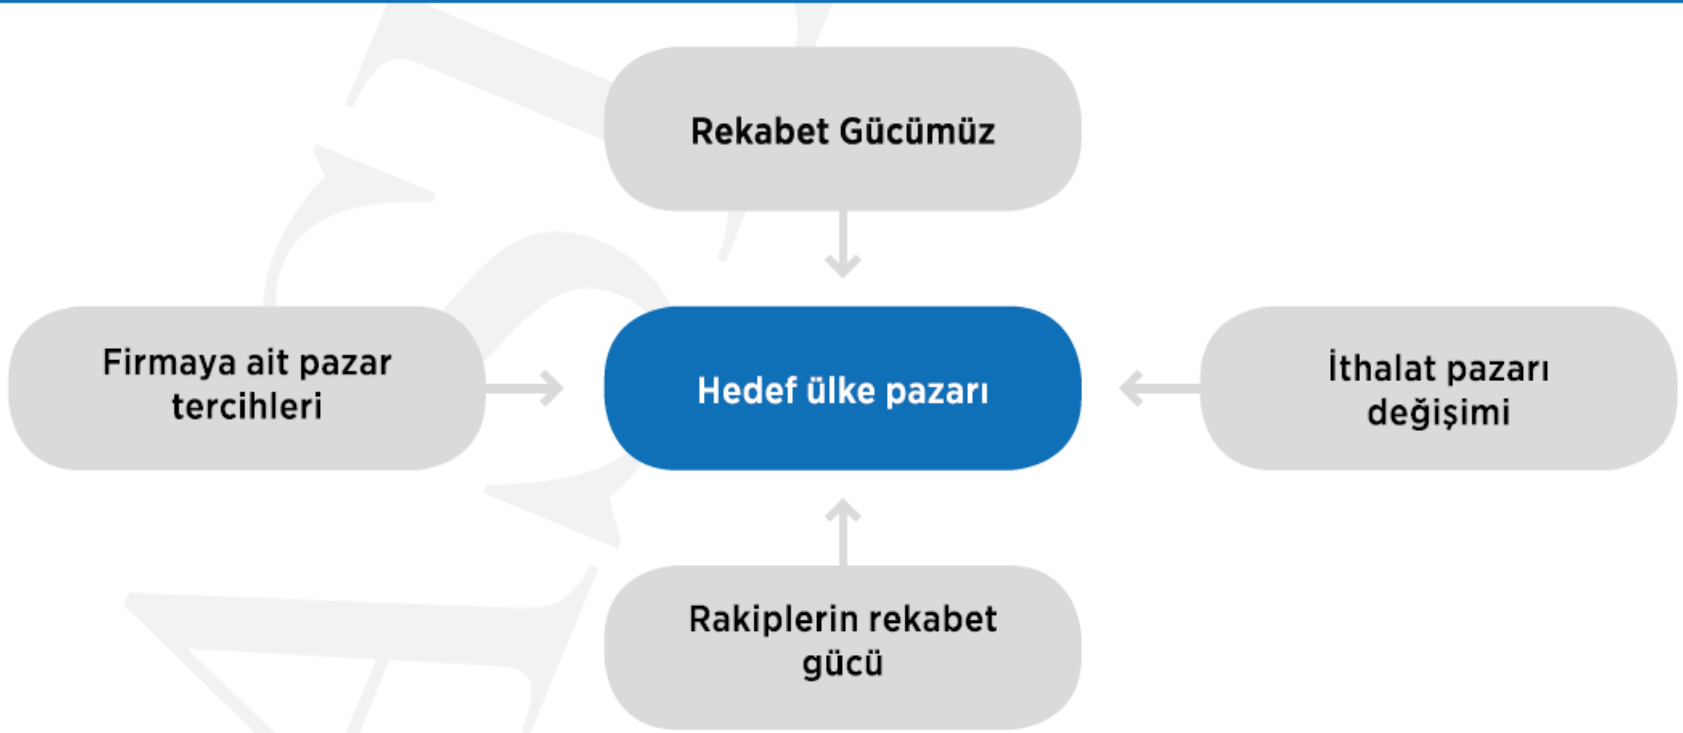 Rekabet Gücümüz
Firmaya ait pazar
tercihleri
Hedef ülke pazarı
İthalat pazarı
değişimi
Rakiplerin rekabet
gücü